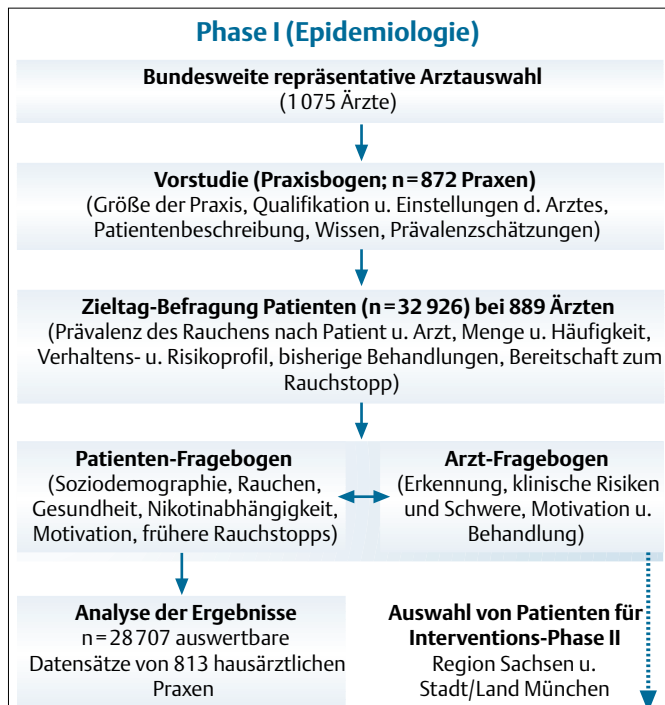 Phase I (Epidemiologie)
Bundesweite repräsentative Arztauswahl
(1 075 Ärzte)
Vorstudie (Praxisbogen; n = 872 Praxen)
(Größe der Praxis, Qualifikation u. Einstellungen d. Arztes,
Patientenbeschreibung, Wissen, Prävalenzschätzungen)
Zieltag-Befragung Patienten (n = 32 926) bei 889 Ärzten
(Prävalenz des Rauchens nach Patient u. Arzt, Menge u. Häufigkeit,
Verhaltens- u. Risikoprofil, bisherige Behandlungen, Bereitschaft zum
Rauchstopp)
Patienten-Fragebogen
(Soziodemographie, Rauchen,
Gesundheit, Nikotinabhängigkeit,
Motivation, frühere Rauchstopps)
Arzt-Fragebogen
(Erkennung, klinische Risiken
und Schwere, Motivation u.
Behandlung)
Analyse der Ergebnisse
n = 28 707 auswertbare
Datensätze von 813 hausärztlichen
Praxen
Auswahl von Patienten für
Interventions-Phase II
Region Sachsen u.
Stadt/Land München